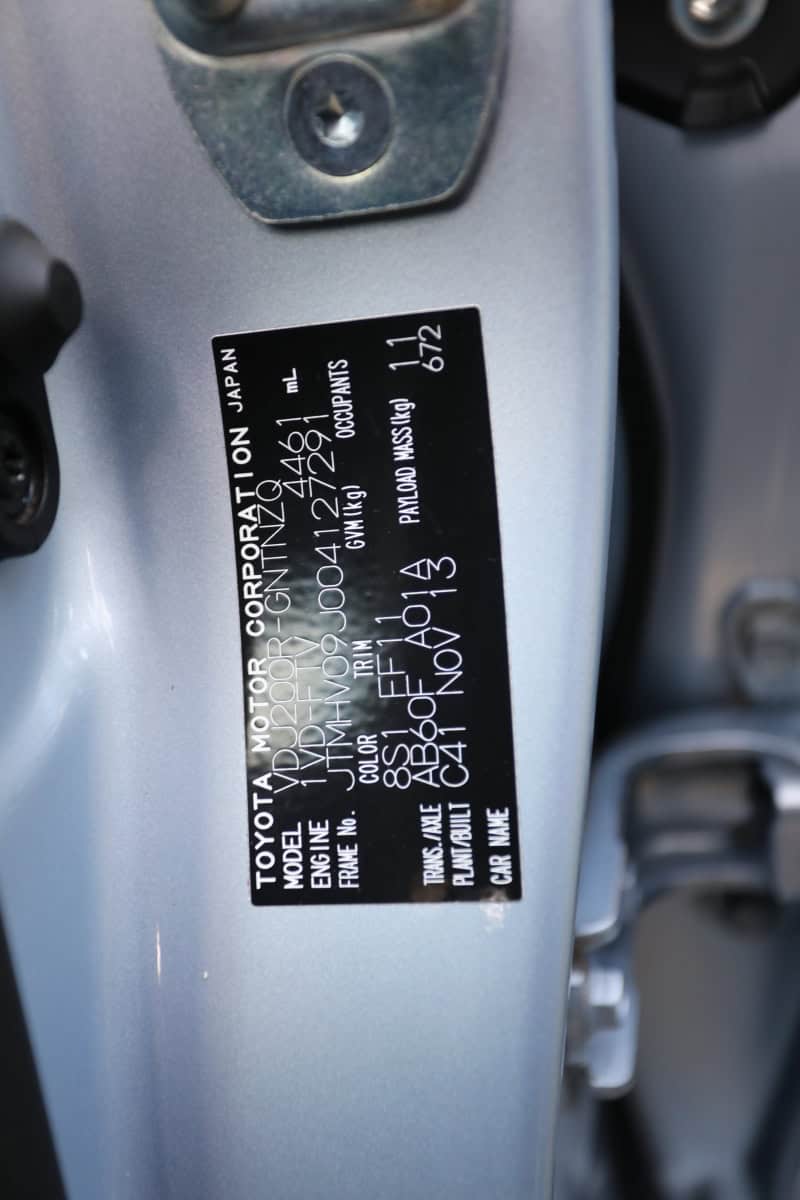 TOYOTA MOTOR CORPORATION JAPAN
MODEL VDJ200R-GNTNZQ
ENGINE 1VD-FTV 4461 mL
FRAME No. JTMHV09J004127291
COLOR TRIM GVM(kg) OCCUPANTS
8S1 EF11
TRANS./AXLE AB60F A01A PAYLOAD MASS(kg) 11
PLANT/BUILT C41 NOV 13 672
CAR NAME